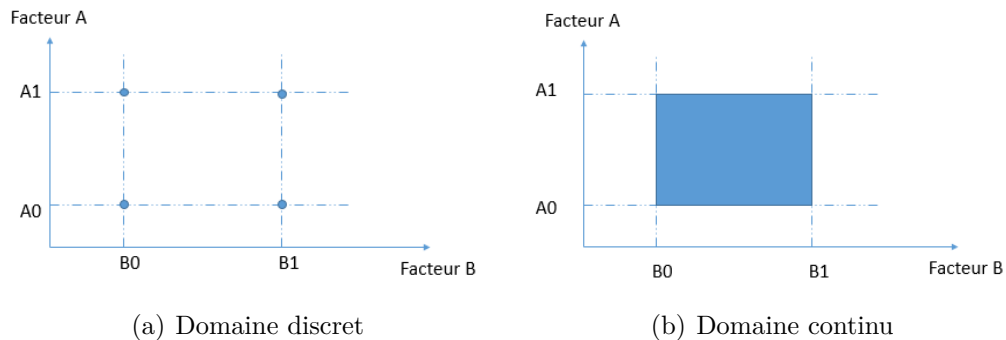 Facteur A
A1
A0
B0
B1
Facteur B
(a) Domaine discret
Facteur A
A1
A0
B0
B1
Facteur B
(b) Domaine continu